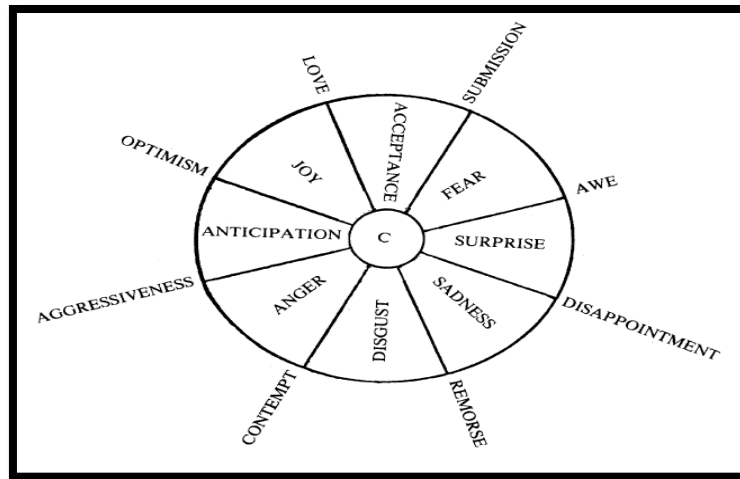 LOVE
SUBMISSION
OPTIMISM
JOY
ACCEPTANCE
FEAR
AWE
ANTICIPATION
C
SURPRISE
AGGRESSIVENESS
ANGER
DISGUST
SADNESS
DISAPPOINTMENT
CONTEMPT
REMORSE